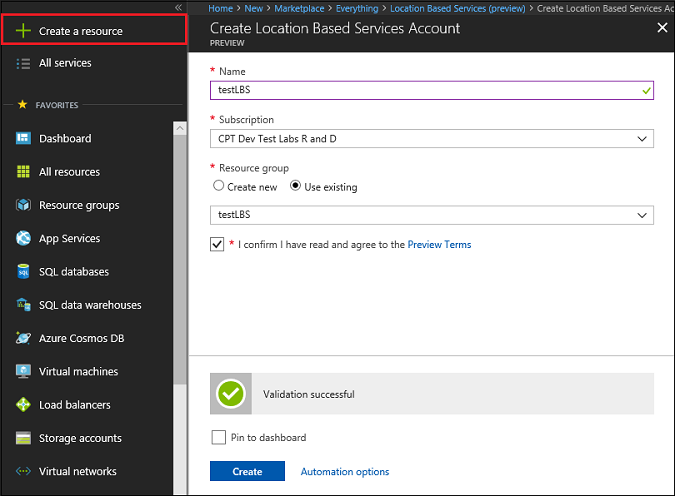 «
Create a resource
All services
FAVORITES
Dashboard
All resources
Resource groups
App Services
SQL databases
SQL data warehouses
Azure Cosmos DB
Virtual machines
Load balancers
Storage accounts
Virtual networks
Home > New > Marketplace > Everything > Location Based Services (preview) > Create Location Based Services Ac
Create Location Based Services Account
PREVIEW
* Name
testLBS
* Subscription
CPT Dev Test Labs R and D
* Resource group
Create new Use existing
testLBS
* I confirm I have read and agree to the Preview Terms
Validation successful
Pin to dashboard
Create Automation options